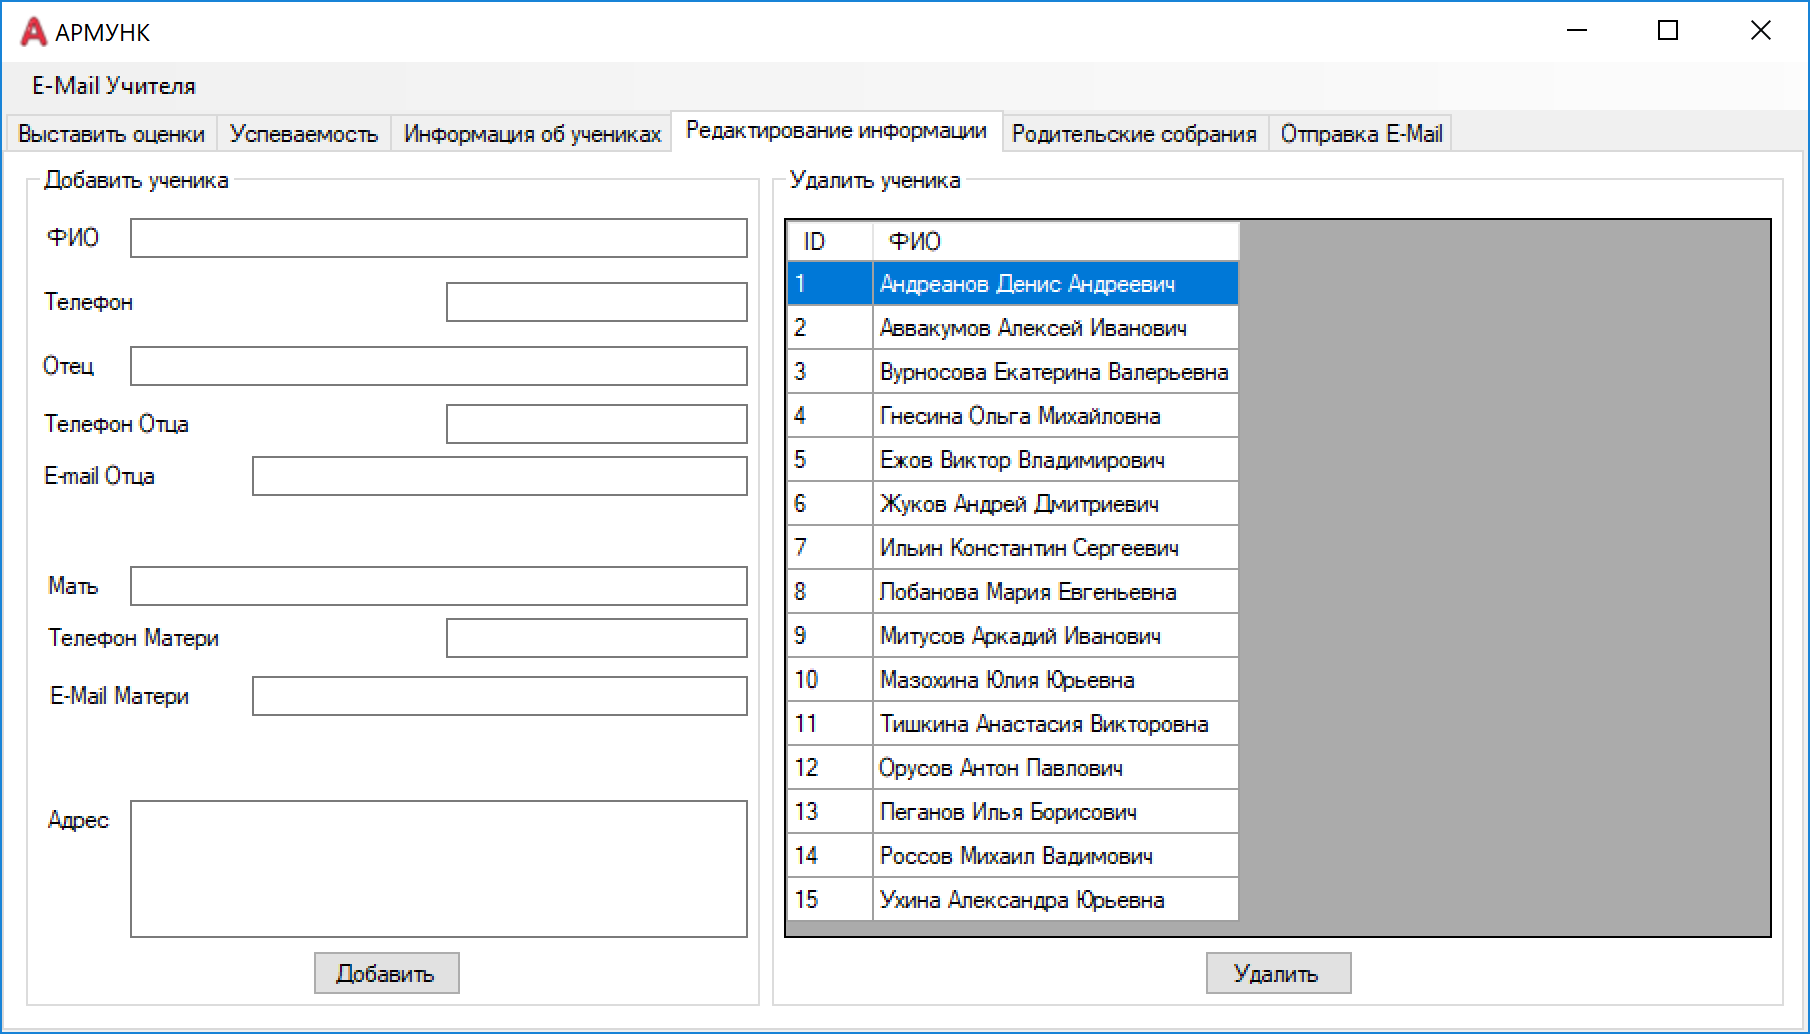 АРМУНК
E-Mail Учителя
Выставить оценки Успеваемость Информация об учениках Редактирование информации Родительские собрания Отправка E-Mail
Добавить ученика
ФИО
Телефон
Отец
Телефон Отца
E-mail Отца
Мать
Телефон Матери
E-Mail Матери
Адрес
Добавить
Удалить ученика
ID ФИО
1 Андреанов Денис Андреевич
2 Аввакумов Алексей Иванович
3 Вурносова Екатерина Валерьевна
4 Гнесина Ольга Михайловна
5 Ежов Виктор Владимирович
6 Жуков Андрей Дмитриевич
7 Ильин Константин Сергеевич
8 Лобанова Мария Евгеньевна
9 Митусов Аркадий Иванович
10 Мазохина Юлия Юрьевна
11 Тишкина Анастасия Викторовна
12 Орусов Антон Павлович
13 Пеганов Илья Борисович
14 Россов Михаил Вадимович
15 Ухина Александра Юрьевна
Удалить